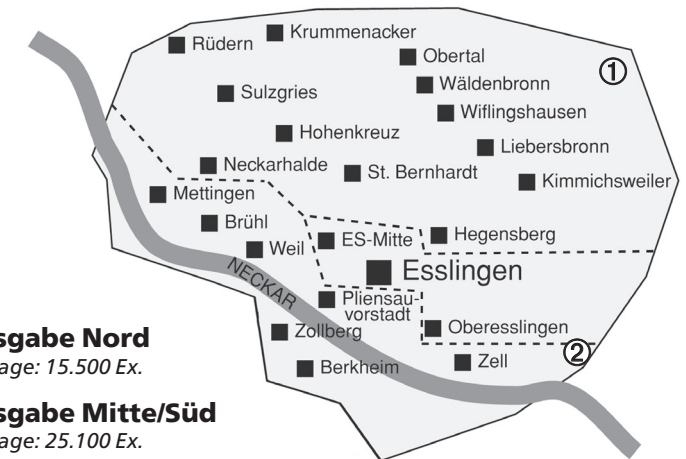 Krummenacker
Rüdern
Obertal
①
Wäldenbronn
Sulzgries
Wiflingshausen
Hohenkreuz
Liebersbronn
Neckarhalde
St. Bernhardt
Kimmichsweiler
Mettingen
Brühl
ES-Mitte
Hegensberg
Weil
Esslingen
NECKAR
Pliensau-
vorstadt
Oberesslingen
Zollberg
②
Zell
Berkheim
sgabe Nord
age: 15.500 Ex.
sgabe Mitte/Süd
age: 25.100 Ex.